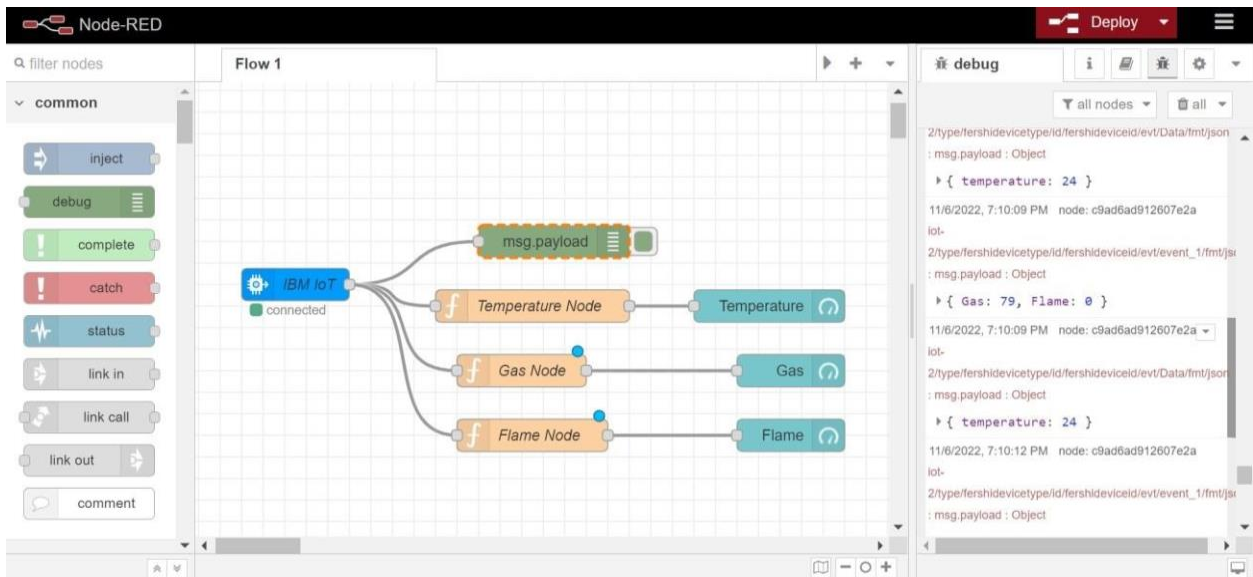 Node-RED
Deploy
filter nodes
common
inject
debug
complete
catch
status
link in
link call
link out
comment
Flow 1
msg.payload
IBM IoT
connected
Temperature Node
Temperature
Gas Node
Gas
Flame Node
Flame
debug
i
all nodes
all
2/type/fershidevicetype/id/fershideviceid/evt/Data/fmt/json
: msg.payload : Object
{ temperature: 24 }
11/6/2022, 7:10:09 PM node: c9ad6ad912607e2a
iot-
2/type/fershidevicetype/id/fershideviceid/evt/event_1/fmt/js
: msg.payload : Object
{ Gas: 79, Flame: 0 }
11/6/2022, 7:10:09 PM node: c9ad6ad912607e2a
iot-
2/type/fershidevicetype/id/fershideviceid/evt/Data/fmt/json
: msg.payload : Object
{ temperature: 24 }
11/6/2022, 7:10:12 PM node: c9ad6ad912607e2a
iot-
2/type/fershidevicetype/id/fershideviceid/evt/event_1/fmt/js
: msg.payload : Object